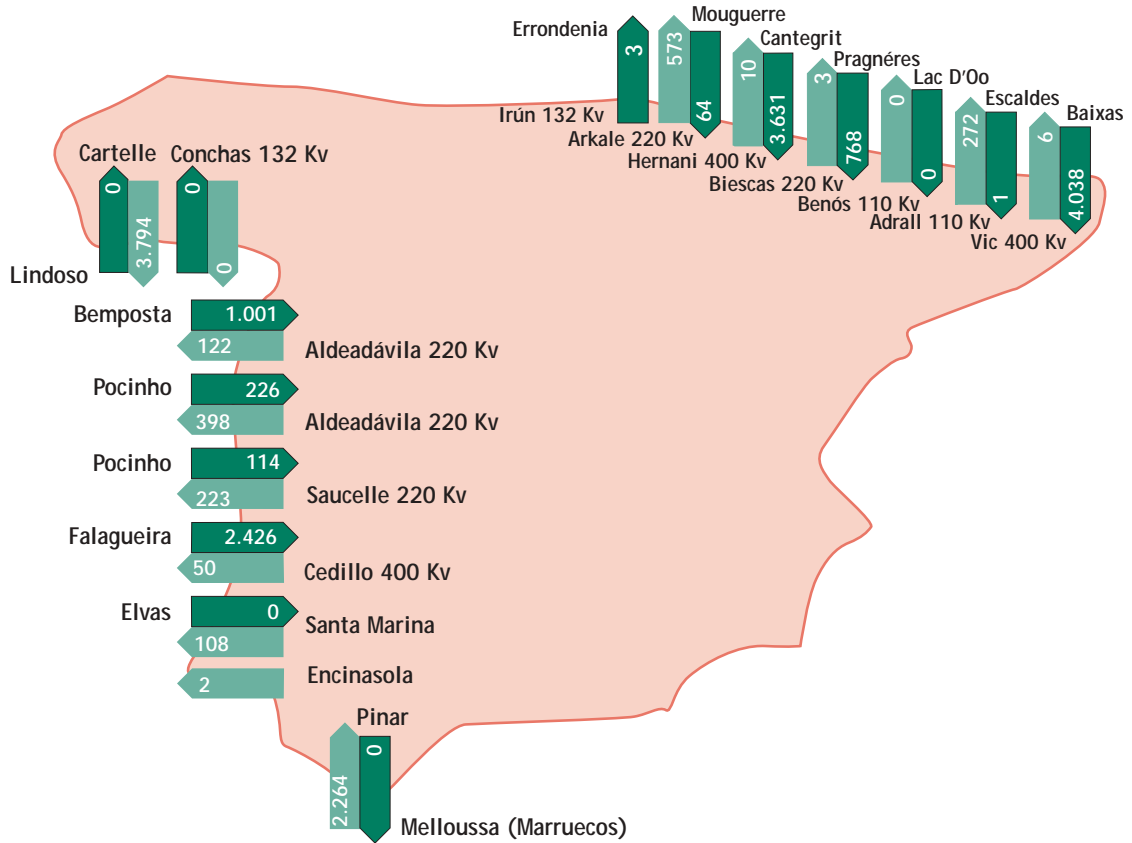 Errondenia
3
Irún 132 Kv
Mouguerre
573
64
Arkale 220 Kv
Cantegrit
10
3.631
Hernani 400 Kv
Pragnéres
3
768
Biescas 220 Kv
Lac D'Oo
0
0
Benós 110 Kv
Escaldes
272
1
Adrall 110 Kv
Baixas
6
4.038
Vic 400 Kv
Cartelle
0
3.794
Lindoso
Conchas 132 Kv
0
0
Bemposta
1.001
122
Aldeadávila 220 Kv
Pocinho
226
398
Aldeadávila 220 Kv
Pocinho
114
223
Saucelle 220 Kv
Falagueira
2.426
50
Cedillo 400 Kv
Elvas
0
108
Santa Marina
2
Encinasola
Pinar
2.264
0
Melloussa (Marruecos)